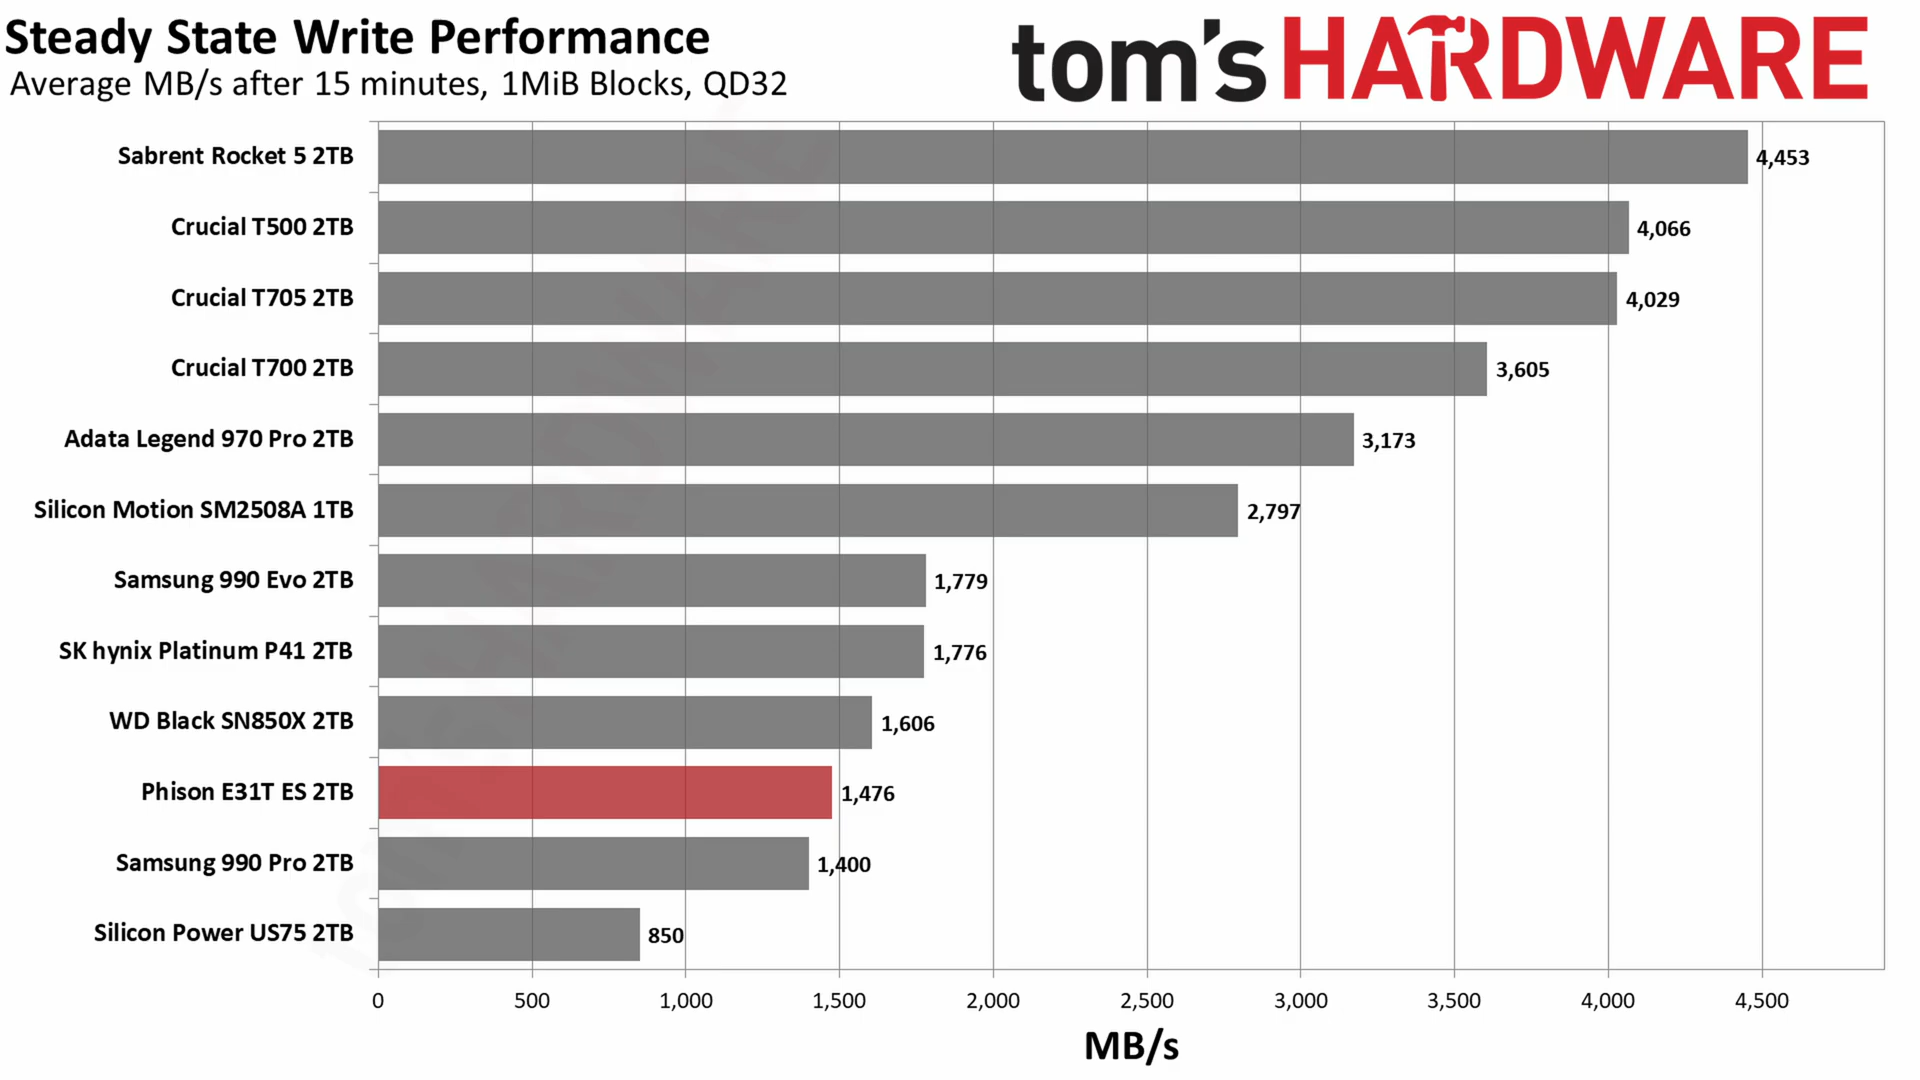 Steady State Write Performance
Average MB/s after 15 minutes, 1MiB Blocks, QD32
tom's HARDWARE
Sabrent Rocket 5 2TB 4,453
Crucial T500 2TB 4,066
Crucial T705 2TB 4,029
Crucial T700 2TB 3,605
Adata Legend 970 Pro 2TB 3,173
Silicon Motion SM2508A 1TB 2,797
Samsung 990 Evo 2TB 1,779
SK hynix Platinum P41 2TB 1,776
WD Black SN850X 2TB 1,606
Phison E31T ES 2TB 1,476
Samsung 990 Pro 2TB 1,400
Silicon Power US75 2TB 850
0 500 1,000 1,500 2,000 2,500 3,000 3,500 4,000 4,500
MB/s